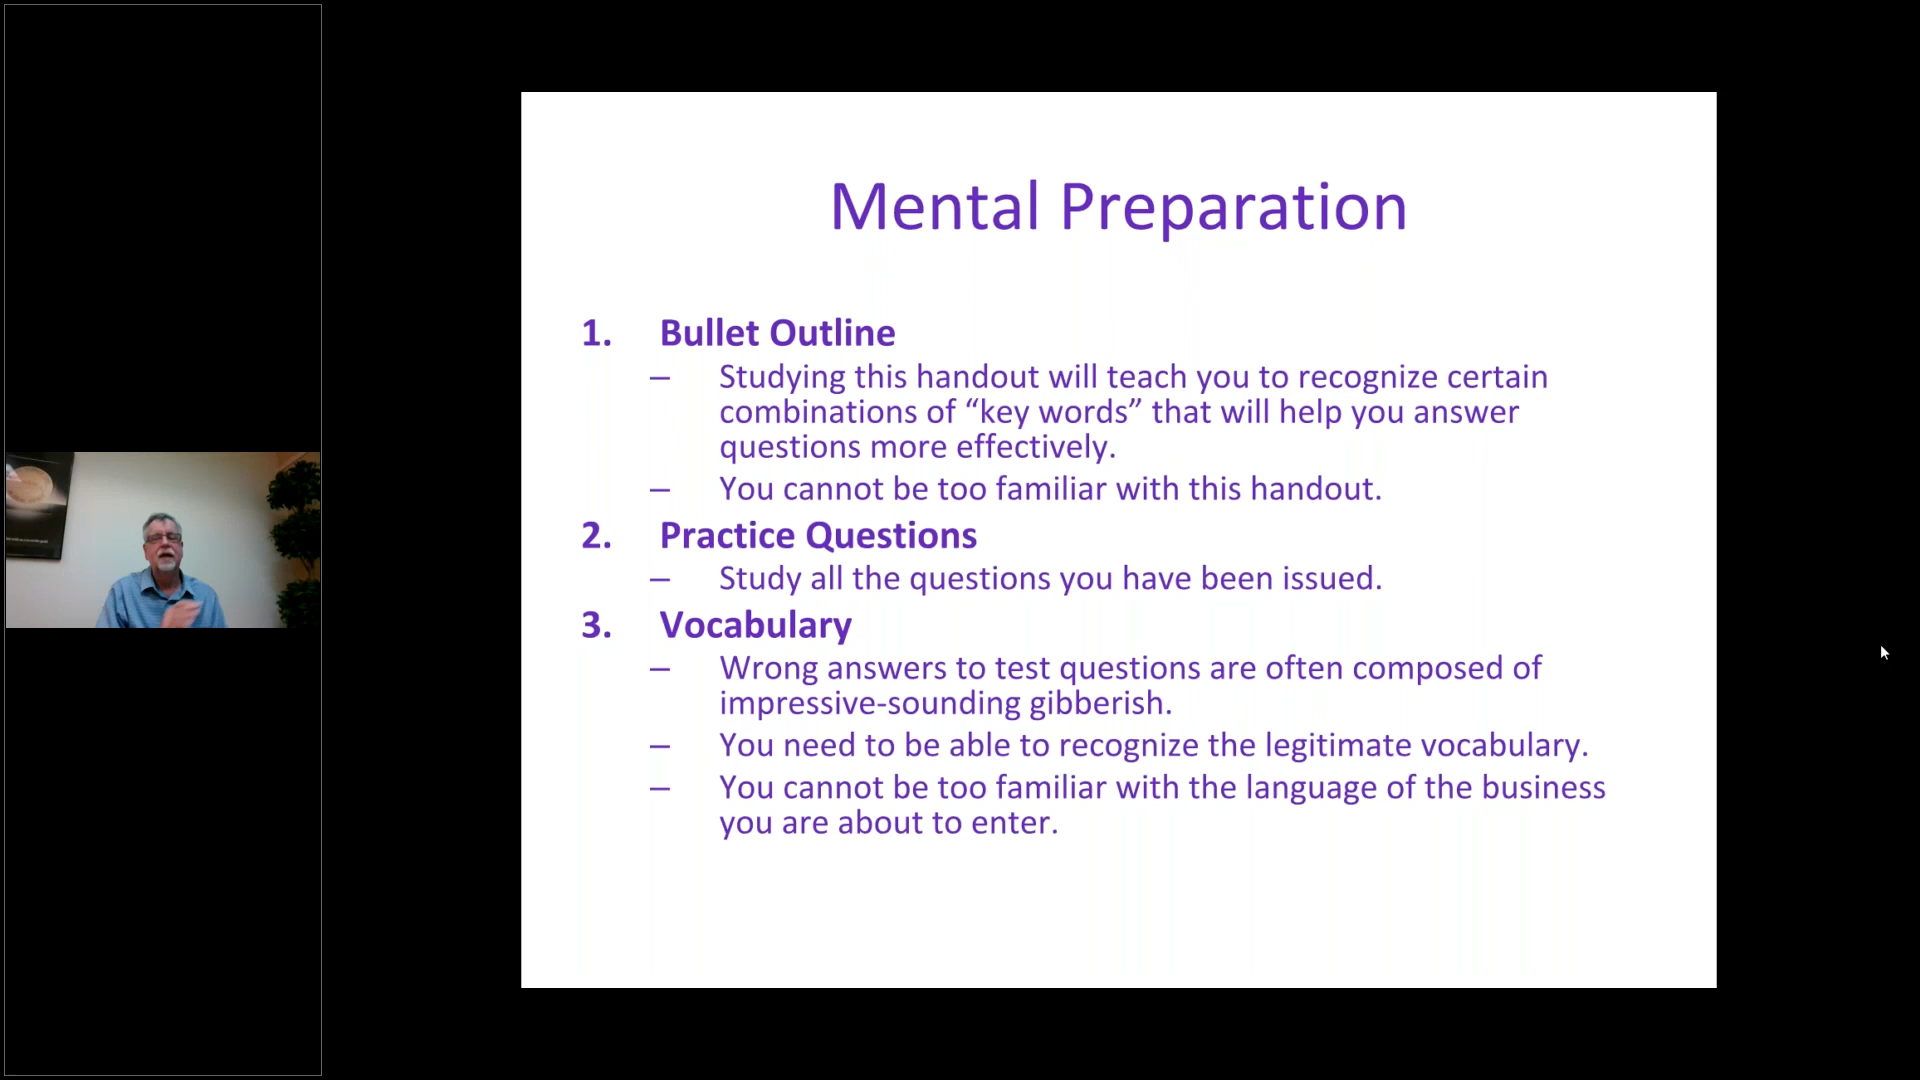 Mental Preparation
1. Bullet Outline
– Studying this handout will teach you to recognize certain
combinations of “key words” that will help you answer
questions more effectively.
– You cannot be too familiar with this handout.
2. Practice Questions
– Study all the questions you have been issued.
3. Vocabulary
– Wrong answers to test questions are often composed of
impressive-sounding gibberish.
– You need to be able to recognize the legitimate vocabulary.
– You cannot be too familiar with the language of the business
you are about to enter.